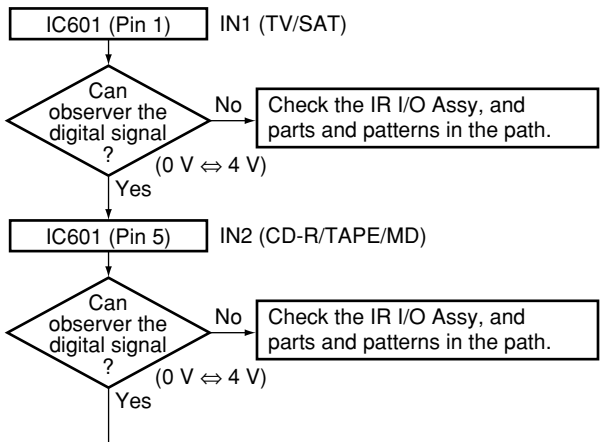 IC601 (Pin 1) IN1 (TV/SAT)
Can
observer the
digital signal
?
No
Check the IR I/O Assy, and
parts and patterns in the path.
(0 V ⇔ 4 V)
Yes
IC601 (Pin 5) IN2 (CD-R/TAPE/MD)
Can
observer the
digital signal
?
No
Check the IR I/O Assy, and
parts and patterns in the path.
(0 V ⇔ 4 V)
Yes